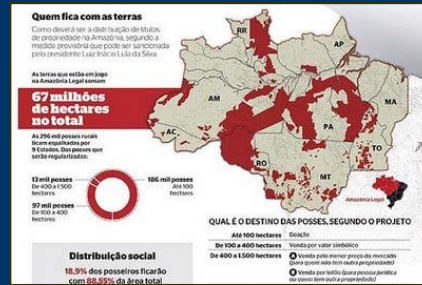 Quem fica com as terras
Como deverá ser a distribuição de títulos
de propriedade na Amazônia, segundo a
medida provisória que pode ser sancionada
pelo presidente Luiz Inácio Lula da Silva
As terras que estão em jogo
na Amazônia Legal somam
67 milhões
de hectares
no total
As 296 mil posses rurais
ficam espalhadas por
9 Estados. Das posses que
serão regularizadas:
13 mil posses
De 400 a 1.500
hectares
97 mil posses
De 100 a 400
hectares
186 mil posses
Até 100
hectares
RR
AP
AM
PA
MA
AC
RO
MT
TO
Amazônia Legal
QUAL É O DESTINO DAS POSSES, SEGUNDO O PROJETO
Até 100 hectares Doação
De 100 a 400 hectares Venda por valor simbólico
De 400 a 1.500 hectares A Venda pelo menor preço do mercado
(para quem não tem outra propriedade)
B Venda por leilão (para pessoa jurídica
ou quem tem outra propriedade)
Distribuição social
18,9% dos posseiros ficarão
com 88,55% da área total